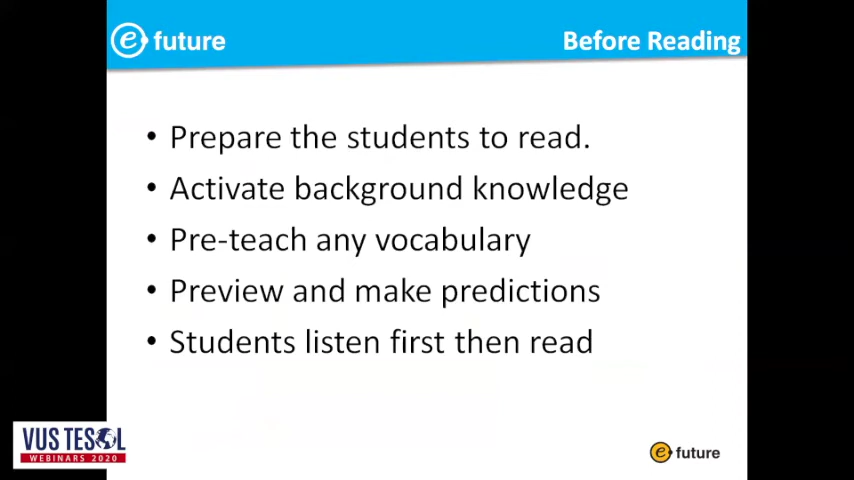 e future
Before Reading
• Prepare the students to read.
• Activate background knowledge
• Pre-teach any vocabulary
• Preview and make predictions
• Students listen first then read
VUS TESOL
WEBINARS 2020
e future